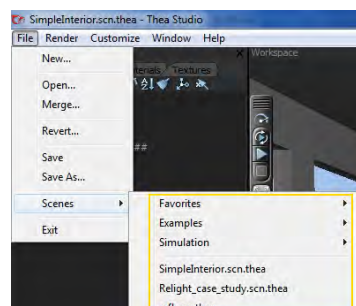 SimpleInterior.scn.thea - Thea Studio
File Render Customize Window Help
New...
Open...
Merge...
Revert...
Save
Save As...
Scenes
Exit
Textures
Workspace
##
Favorites
Examples
Simulation
SimpleInterior.scn.thea
Relight_case_study.scn.thea